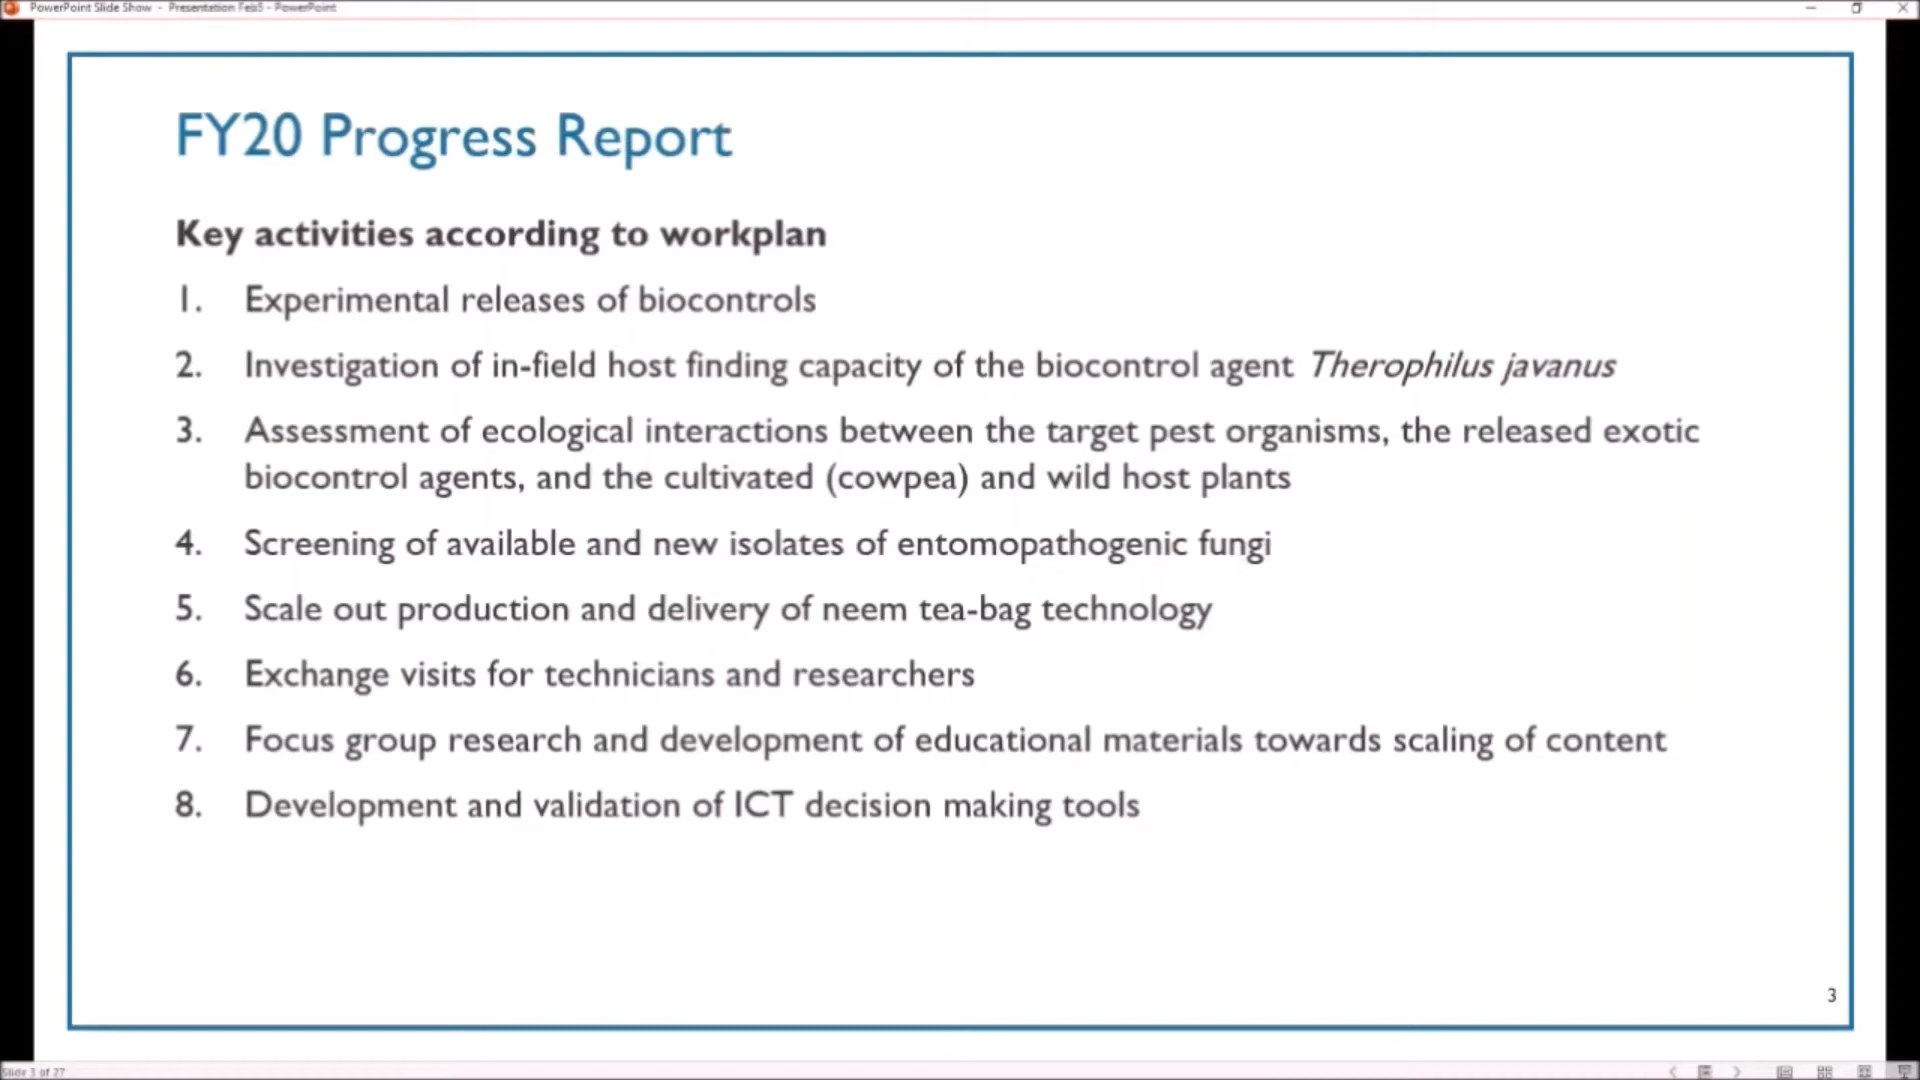 PowerPoint Slide Show - Presentation Feb5 - PowerPoint
FY20 Progress Report
Key activities according to workplan
1. Experimental releases of biocontrols
2. Investigation of in-field host finding capacity of the biocontrol agent Therophilus javanus
3. Assessment of ecological interactions between the target pest organisms, the released exotic
biocontrol agents, and the cultivated (cowpea) and wild host plants
4. Screening of available and new isolates of entomopathogenic fungi
5. Scale out production and delivery of neem tea-bag technology
6. Exchange visits for technicians and researchers
7. Focus group research and development of educational materials towards scaling of content
8. Development and validation of ICT decision making tools
3
Slide 3 of 27